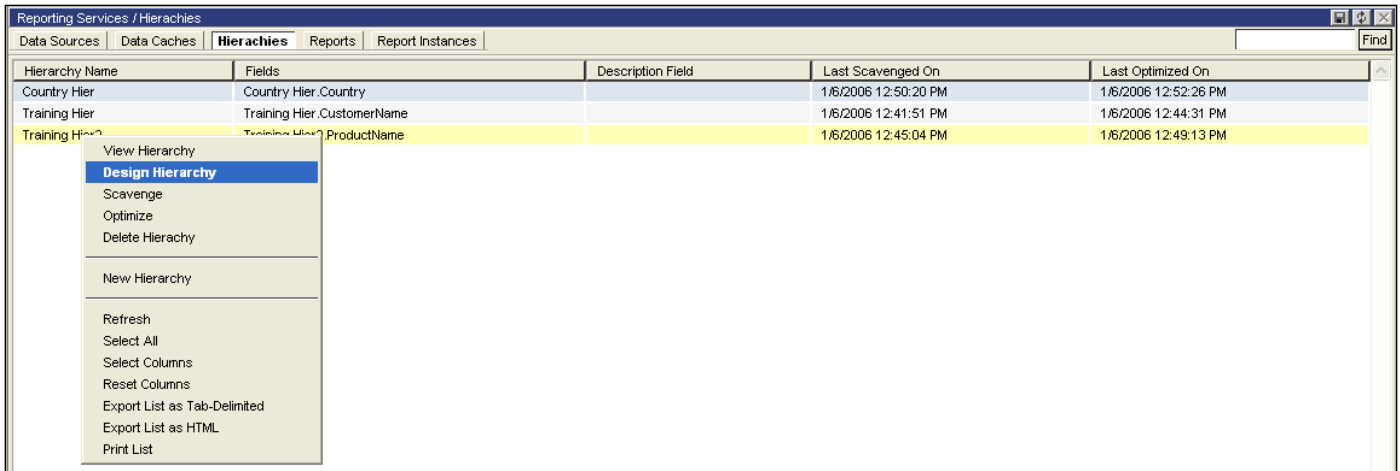 Reporting Services / Hierachies
Data Sources Data Caches Hierachies Reports Report Instances Find
Hierarchy Name Fields Description Field Last Scavenged On Last Optimized On
Country Hier Country Hier.Country 1/6/2006 12:50:20 PM 1/6/2006 12:52:26 PM
Training Hier Training Hier.CustomerName 1/6/2006 12:41:51 PM 1/6/2006 12:44:31 PM
Training Hier2 Training Hier2.ProductName 1/6/2006 12:45:04 PM 1/6/2006 12:49:13 PM
View Hierarchy
Design Hierarchy
Scavenge
Optimize
Delete Hierachy
New Hierarchy
Refresh
Select All
Select Columns
Reset Columns
Export List as Tab-Delimited
Export List as HTML
Print List